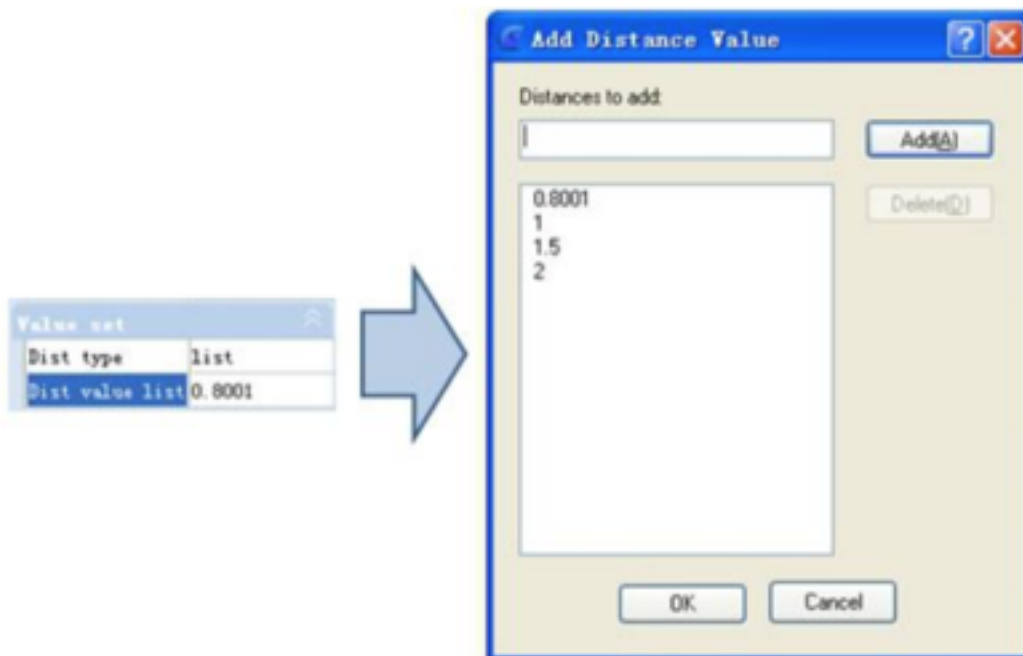 Value set
Dist type list
Dist value list 0.8001
Add Distance Value
Distances to add:
Add(A)
0.8001
1
1.5
2
Delete(D)
OK
Cancel